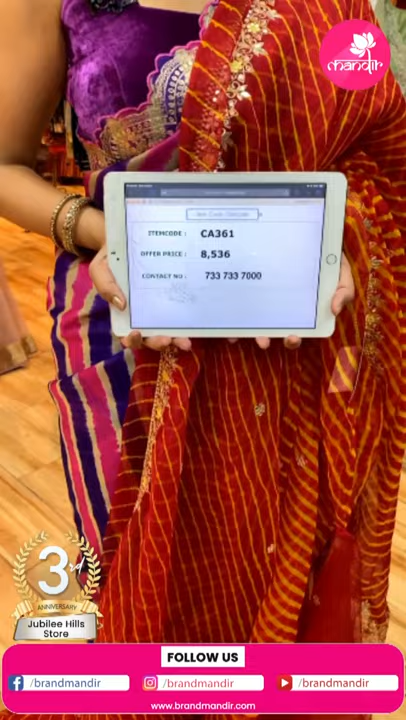 mandir
ITEMCODE : CA361
OFFER PRICE : 8,536
CONTACT NO : 733 733 7000
3rd
ANNIVERSARY
Jubilee Hills
Store
FOLLOW US
/brandmandir /brandmandir /brandmandir
www.brandmandir.com